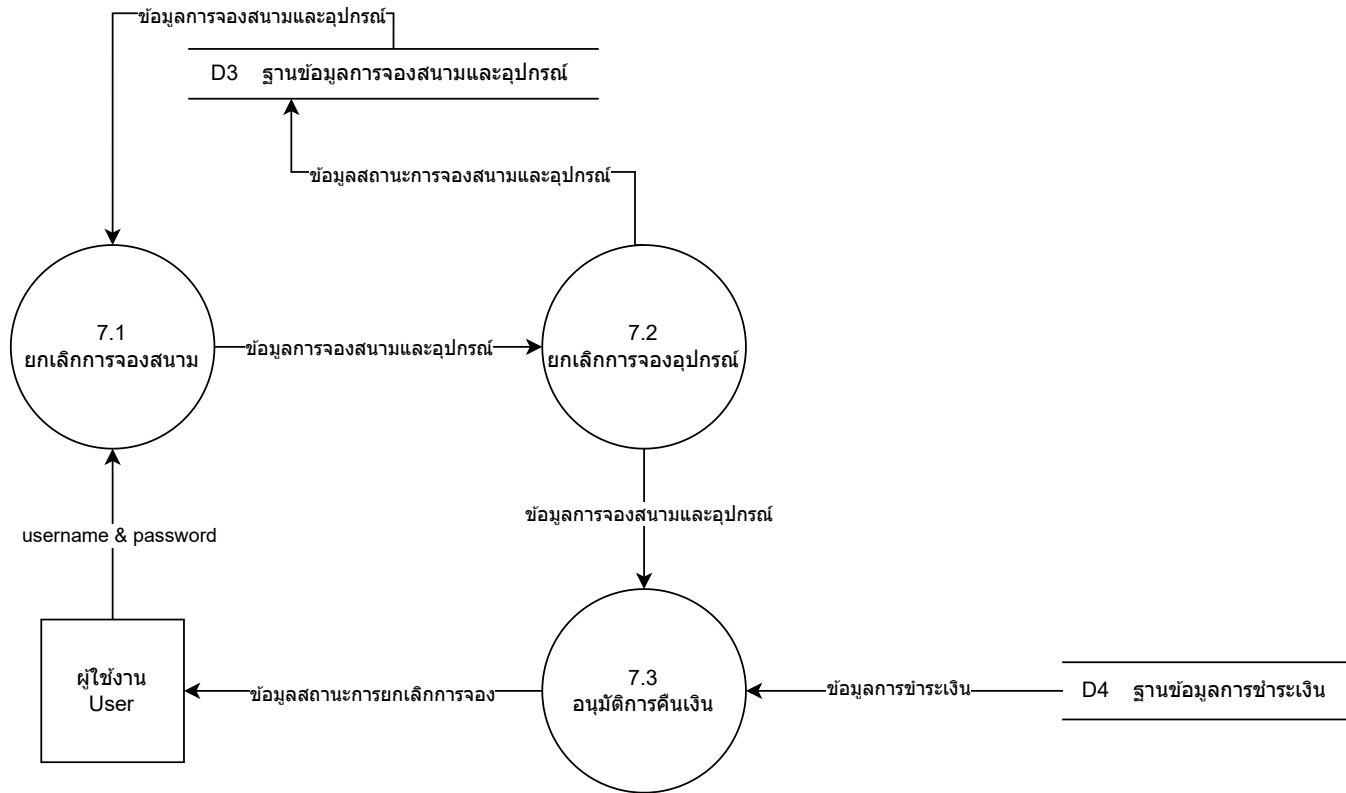 ข้อมูลการจองสนามและอุปกรณ์
D3 ฐานข้อมูลการจองสนามและอุปกรณ์
ข้อมูลสถานะการจองสนามและอุปกรณ์
7.1
ยกเลิกการจองสนาม
ข้อมูลการจองสนามและอุปกรณ์
7.2
ยกเลิกการจองอุปกรณ์
username & password
ข้อมูลการจองสนามและอุปกรณ์
ผู้ใช้งาน
User
ข้อมูลสถานะการยกเลิกการจอง
7.3
อนุมัติการคืนเงิน
ข้อมูลการชำระเงิน
D4 ฐานข้อมูลการชำระเงิน